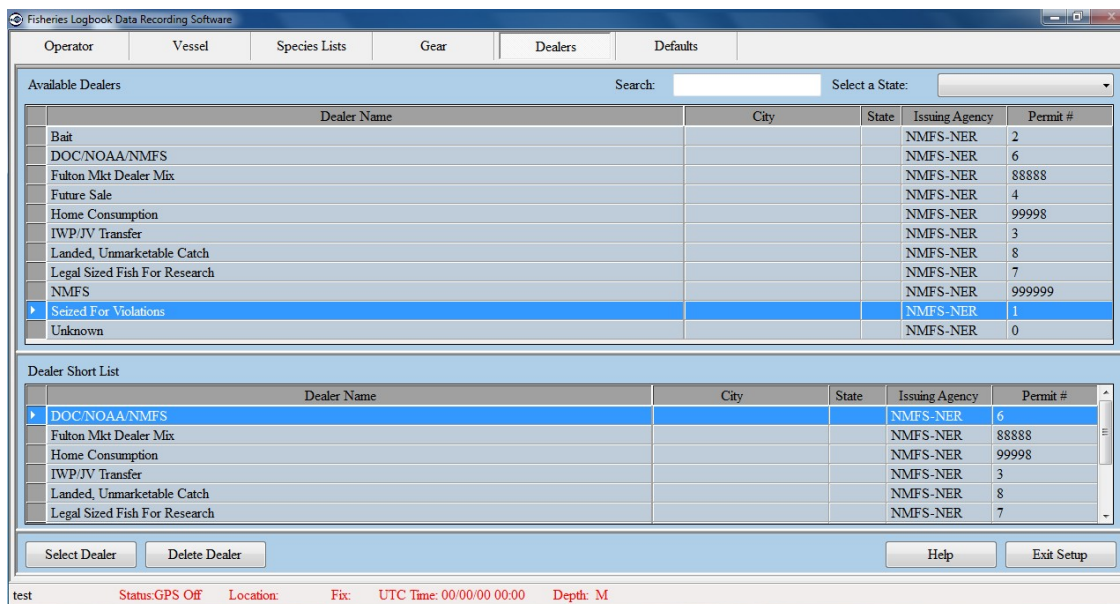 Fisheries Logbook Data Recording Software
Operator Vessel Species Lists Gear Dealers Defaults
Available Dealers Search: Select a State:
Dealer Name City State Issuing Agency Permit #
Bait NMFS-NER 2
DOC/NOAA/NMFS NMFS-NER 6
Fulton Mkt Dealer Mix NMFS-NER 88888
Future Sale NMFS-NER 4
Home Consumption NMFS-NER 99998
IWP/JV Transfer NMFS-NER 3
Landed, Unmarketable Catch NMFS-NER 8
Legal Sized Fish For Research NMFS-NER 7
NMFS NMFS-NER 999999
Seized For Violations NMFS-NER 1
Unknown NMFS-NER 0
Dealer Short List
Dealer Name City State Issuing Agency Permit #
DOC/NOAA/NMFS NMFS-NER 6
Fulton Mkt Dealer Mix NMFS-NER 88888
Home Consumption NMFS-NER 99998
IWP/JV Transfer NMFS-NER 3
Landed, Unmarketable Catch NMFS-NER 8
Legal Sized Fish For Research NMFS-NER 7
Select Dealer Delete Dealer Help Exit Setup
test Status:GPS Off Location: Fix: UTC Time: 00/00/00 00:00 Depth: M